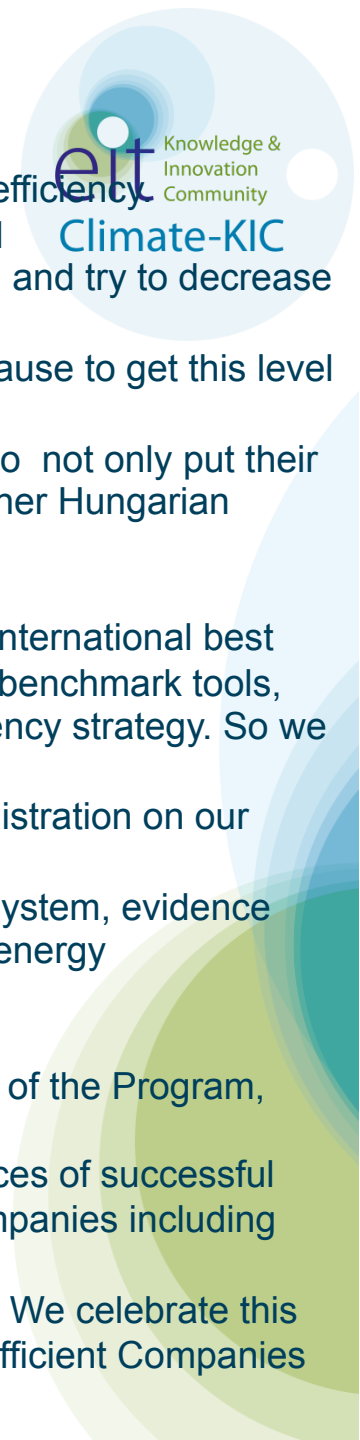 eit Knowledge &
Innovation
Community
Climate-KIC
efficiency.
and try to decrease
ause to get this level
o not only put their
her Hungarian
nternational best
benchmark tools,
ency strategy. So we
istration on our
ystem, evidence
energy
of the Program,
ces of successful
mpanies including
We celebrate this
fficient Companies